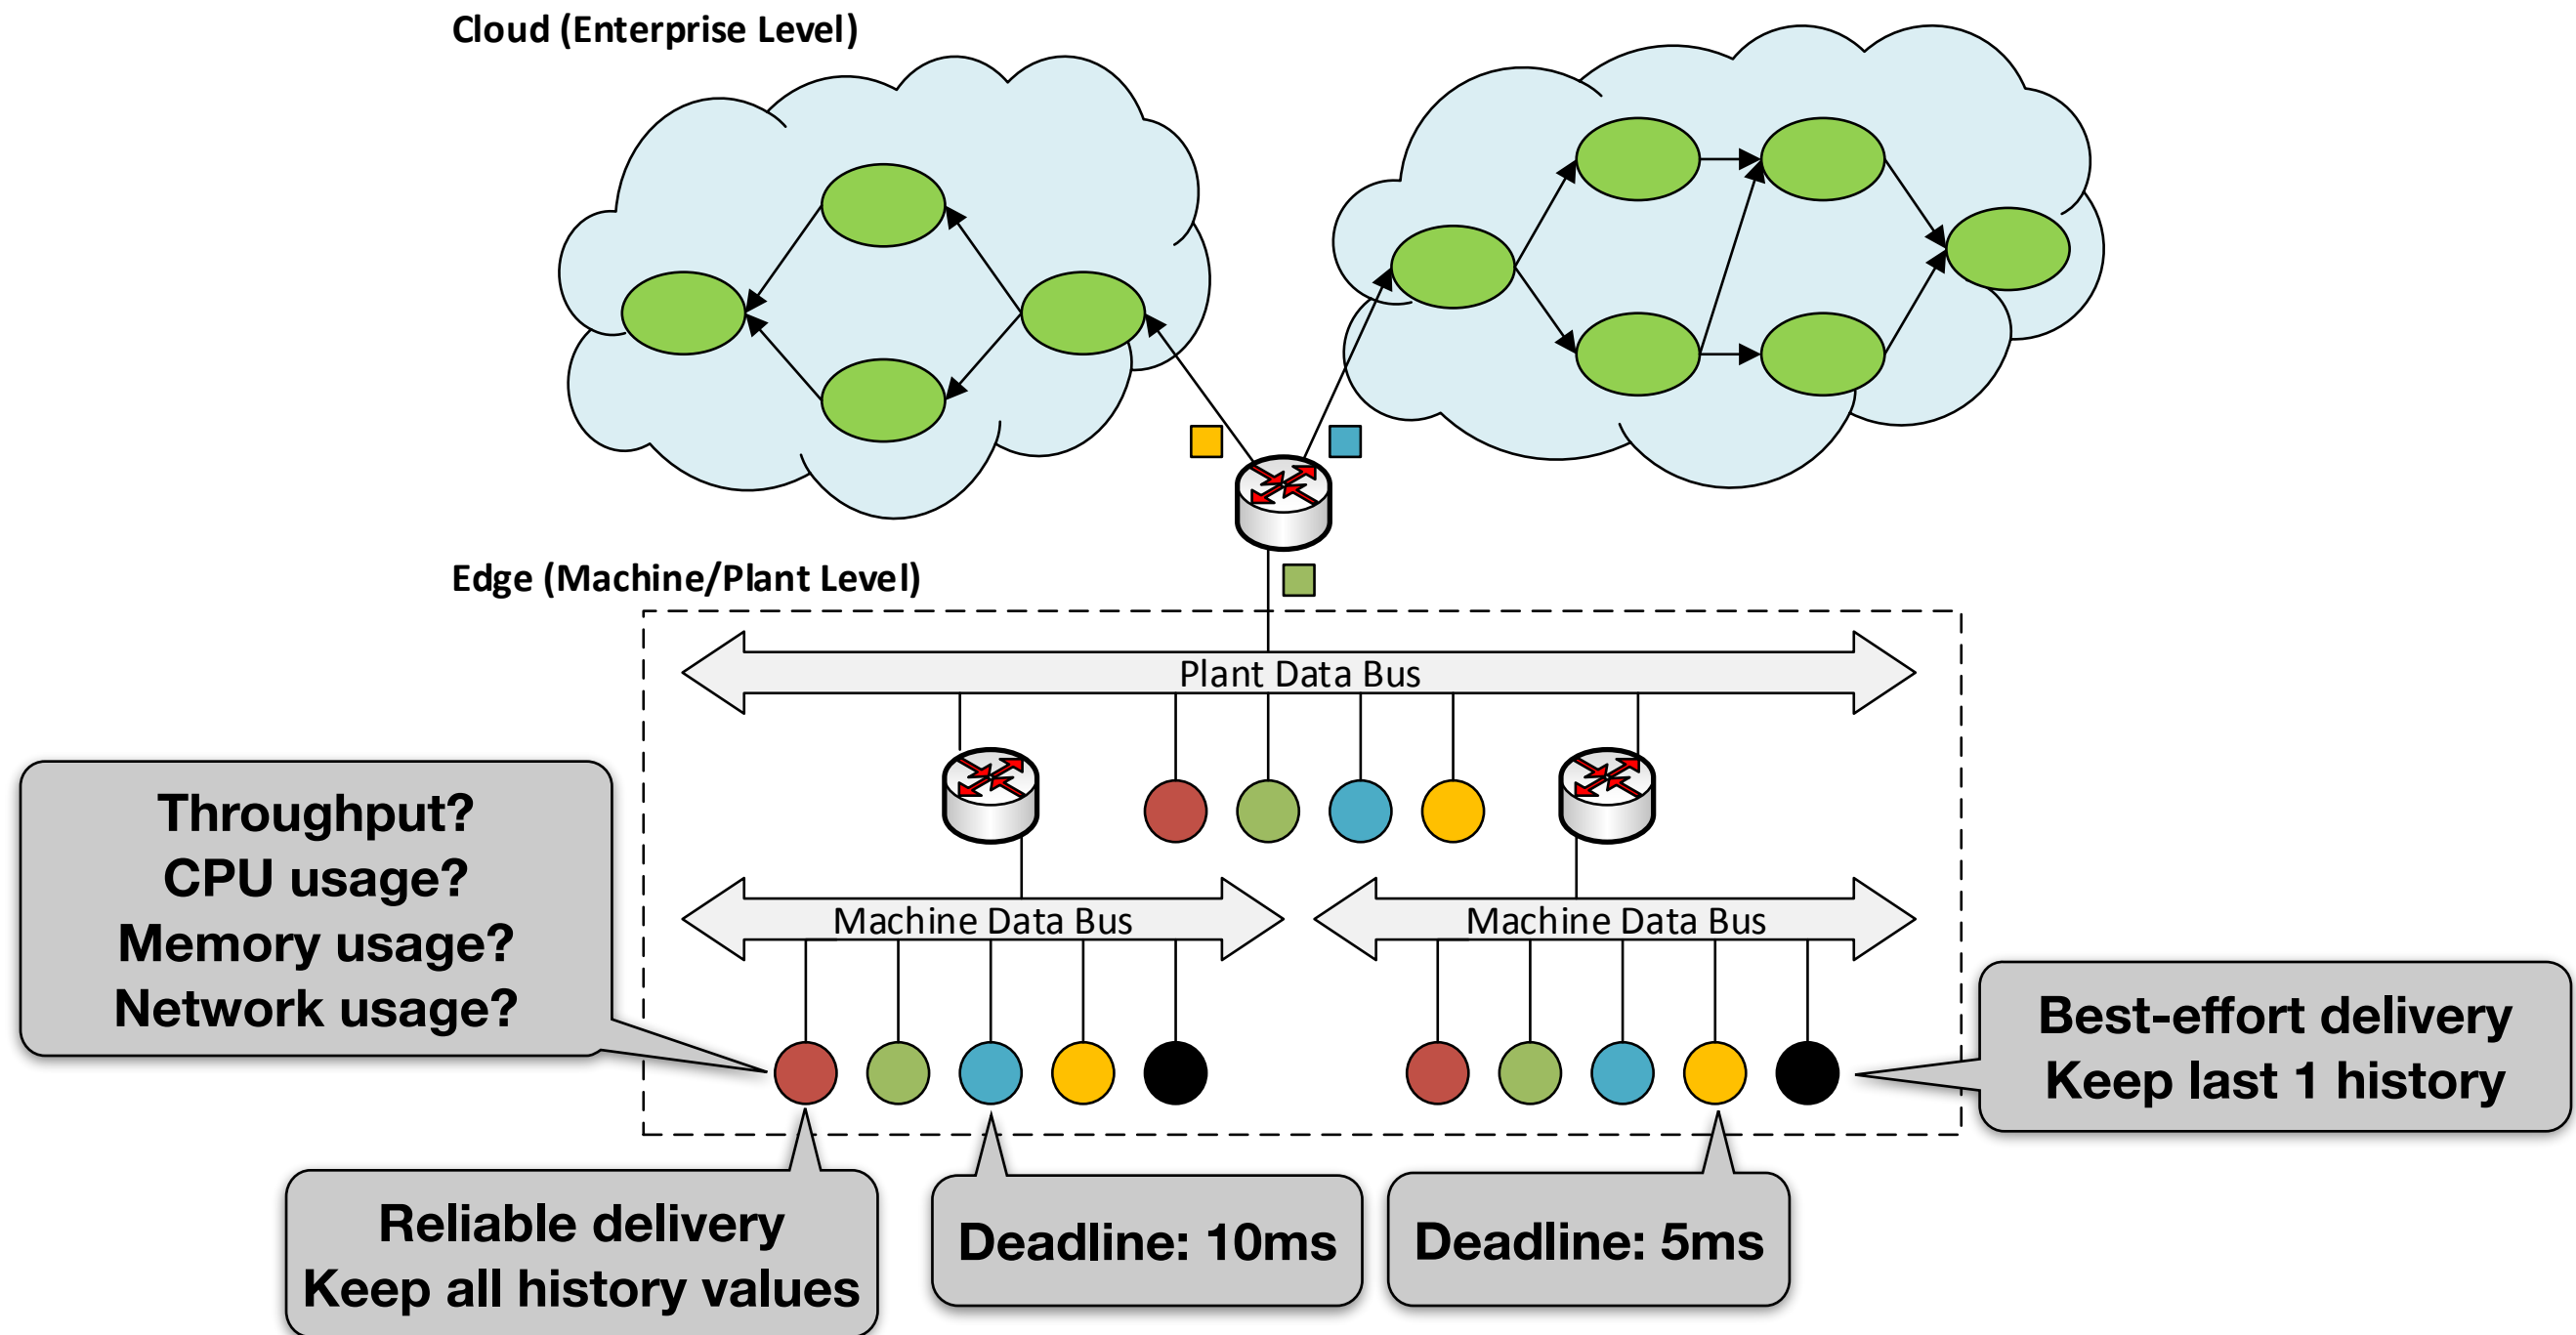 Cloud (Enterprise Level)
Edge (Machine/Plant Level)
Plant Data Bus
Throughput?
CPU usage?
Memory usage?
Network usage?
Machine Data Bus
Machine Data Bus
Best-effort delivery
Keep last 1 history
Reliable delivery
Keep all history values
Deadline: 10ms
Deadline: 5ms